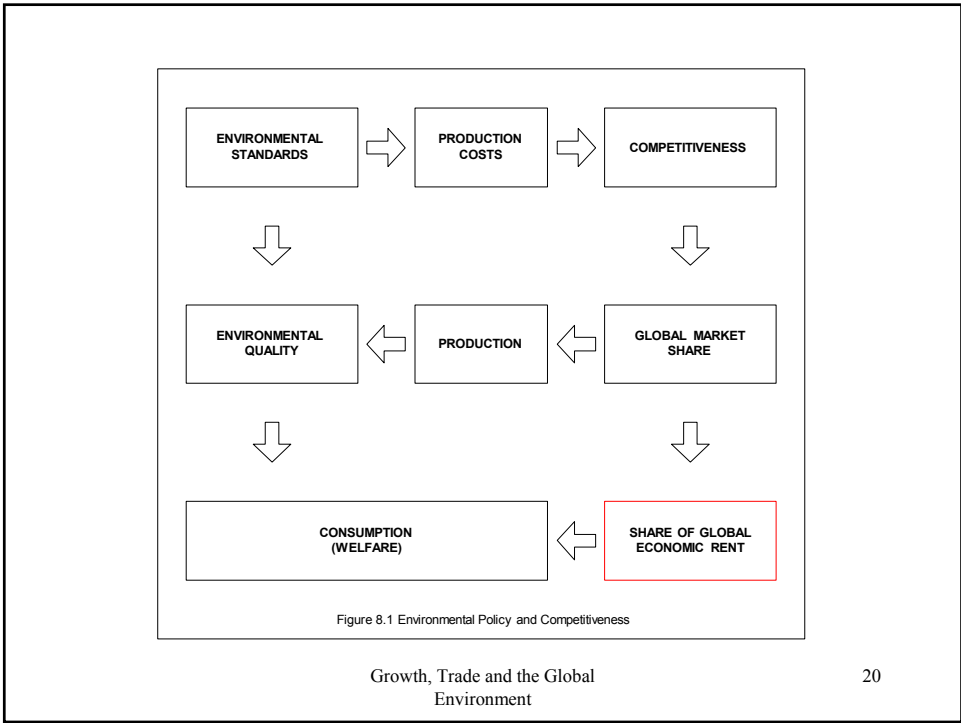 ENVIRONMENTAL
STANDARDS
PRODUCTION
COSTS
COMPETITIVENESS
ENVIRONMENTAL
QUALITY
PRODUCTION
GLOBAL MARKET
SHARE
CONSUMPTION
(WELFARE)
SHARE OF GLOBAL
ECONOMIC RENT
Figure 8.1 Environmental Policy and Competitiveness
Growth, Trade and the Global
Environment
20